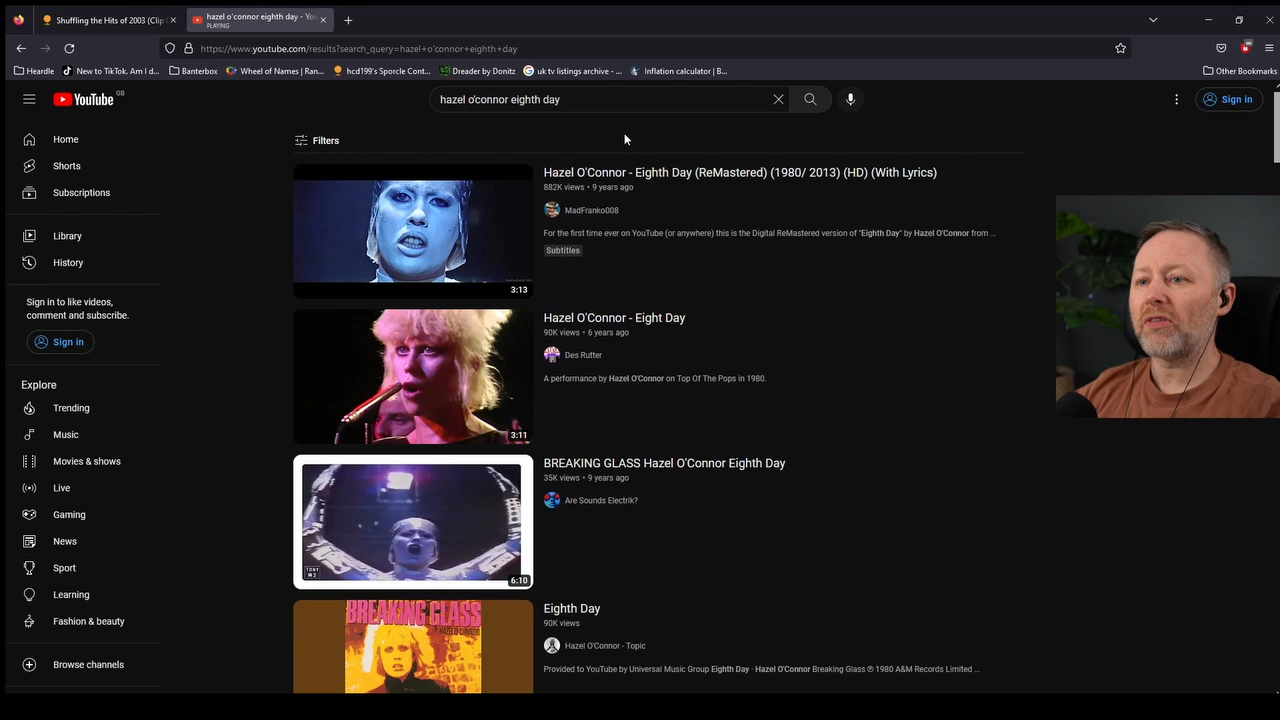 Shuffling the Hits of 2003 (Clip
hazel o'connor eighth day - You
PLAYING
https://www.youtube.com/results?search_query=hazel+o'connor+eighth+day
Heardle
New to TikTok. Am I d...
Banterbox
Wheel of Names | Ran...
hcd199's Sporcle Cont...
Dreader by Donitz
uk tv listings archive - ...
Inflation calculator | B...
Other Bookmarks
YouTube GB
hazel o'connor eighth day
Sign in
Home
Shorts
Subscriptions
Library
History
Sign in to like videos,
comment and subscribe.
Sign in
Explore
Trending
Music
Movies & shows
Live
Gaming
News
Sport
Learning
Fashion & beauty
Browse channels
Filters
3:13
Hazel O'Connor - Eighth Day (ReMastered) (1980/ 2013) (HD) (With Lyrics)
882K views • 9 years ago
MadFranko008
For the first time ever on YouTube (or anywhere) this is the Digital ReMastered version of "Eighth Day" by Hazel O'Connor from ...
Subtitles
3:11
Hazel O'Connor - Eight Day
90K views • 6 years ago
Des Rutter
A performance by Hazel O'Connor on Top Of The Pops in 1980.
TONY
M2
6:10
BREAKING GLASS Hazel O'Connor Eighth Day
35K views • 9 years ago
Are Sounds Electrik?
BREAKING GLASS
HAZEL O'CONNOR
Eighth Day
90K views
Hazel O'Connor - Topic
Provided to YouTube by Universal Music Group Eighth Day · Hazel O'Connor Breaking Glass ℗ 1980 A&M Records Limited ...